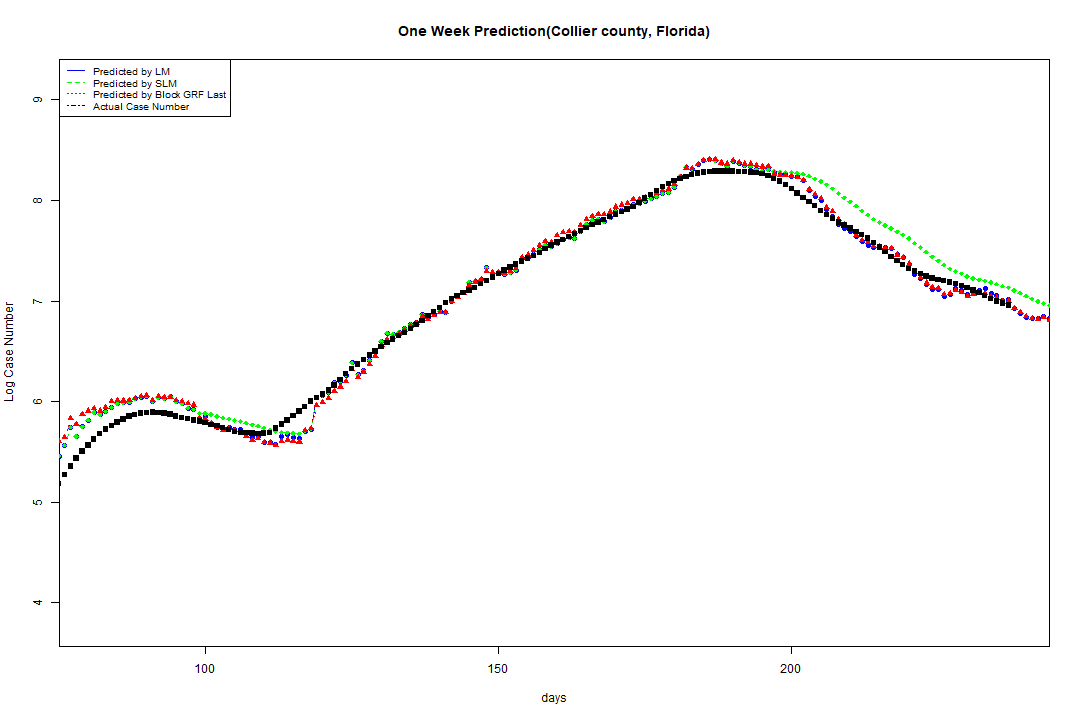 One Week Prediction(Collier county, Florida)
Predicted by LM
Predicted by SLM
Predicted by Block GRF Last
Actual Case Number
9
8
7
6
5
4
Log Case Number
100
150
200
days